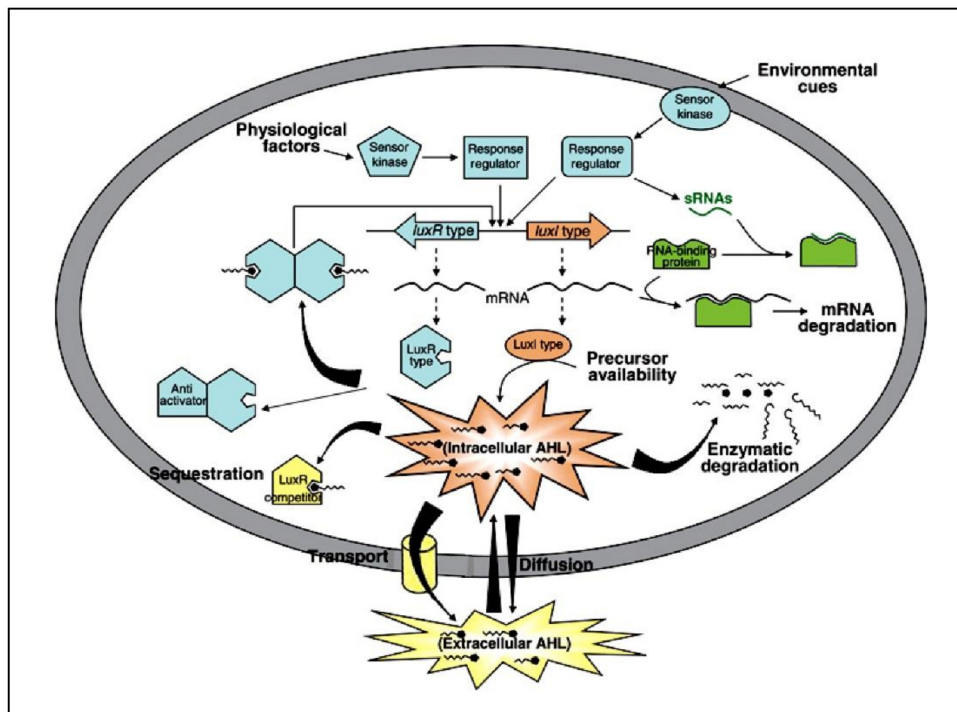 Environmental
cues
Sensor
kinase
Physiological
factors
Sensor
kinase
Response
regulator
Response
regulator
sRNAs
luxR type
luxI type
RNA-binding
protein
mRNA
mRNA
degradation
LuxR
type
LuxI type
Precursor
availability
Anti
activator
(Intracellular AHL)
Enzymatic
degradation
Sequestration
LuxR
competitor
Transport
Diffusion
(Extracellular AHL)